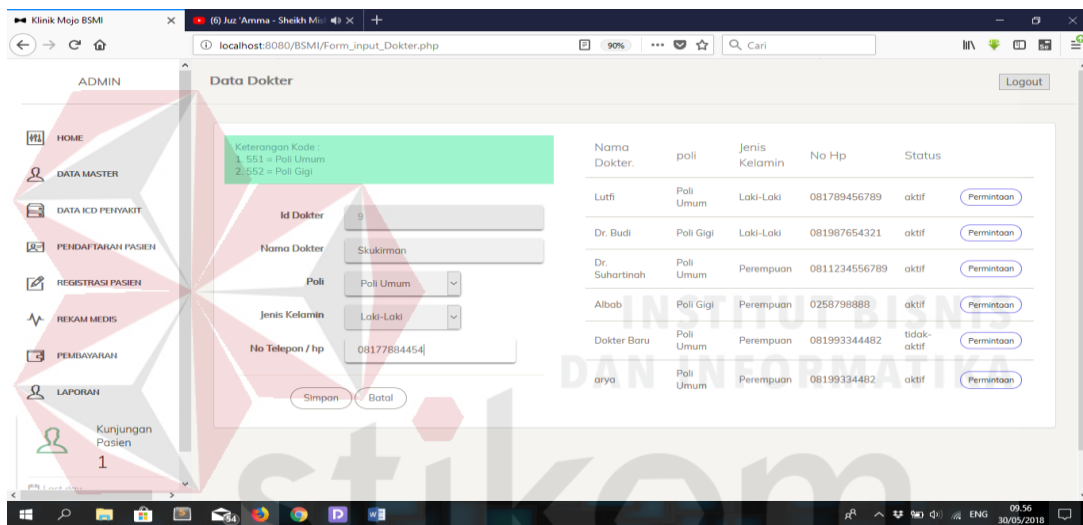 Klinik Mojo BSMI
(6) Juz 'Amma - Sheikh Mis
localhost:8080/BSMI/Form_input_Dokter.php
90%
Cari
ADMIN
Data Dokter
Logout
HOME
DATA MASTER
DATA ICD PENYAKIT
PENDAFTARAN PASIEN
REGISTRASI PASIEN
REKAM MEDIS
PEMBAYARAN
LAPORAN
Kunjungan
Pasien
1
Last day
Keterangan Kode :
1. 551 = Poli Umum
2. 552 = Poli Gigi
Id Dokter 9
Nama Dokter Skukirman
Poli Poli Umum
Jenis Kelamin Laki-Laki
No Telepon / hp 08177884454
Simpan Batal
Nama Dokter. poli Jenis Kelamin No Hp Status
Lutfi Poli Umum Laki-Laki 081789456789 aktif Permintaan
Dr. Budi Poli Gigi Laki-Laki 081987654321 aktif Permintaan
Dr. Suhartinah Poli Umum Perempuan 0811234556789 aktif Permintaan
Albab Poli Gigi Perempuan 0258798888 aktif Permintaan
Dokter Baru Poli Umum Perempuan 081993344482 tidak-aktif Permintaan
arya Poli Umum Perempuan 08199334482 aktif Permintaan
INSTITUT BISNIS
DAN INFORMATIKA
stikom
54
ENG
09.56
30/05/2018